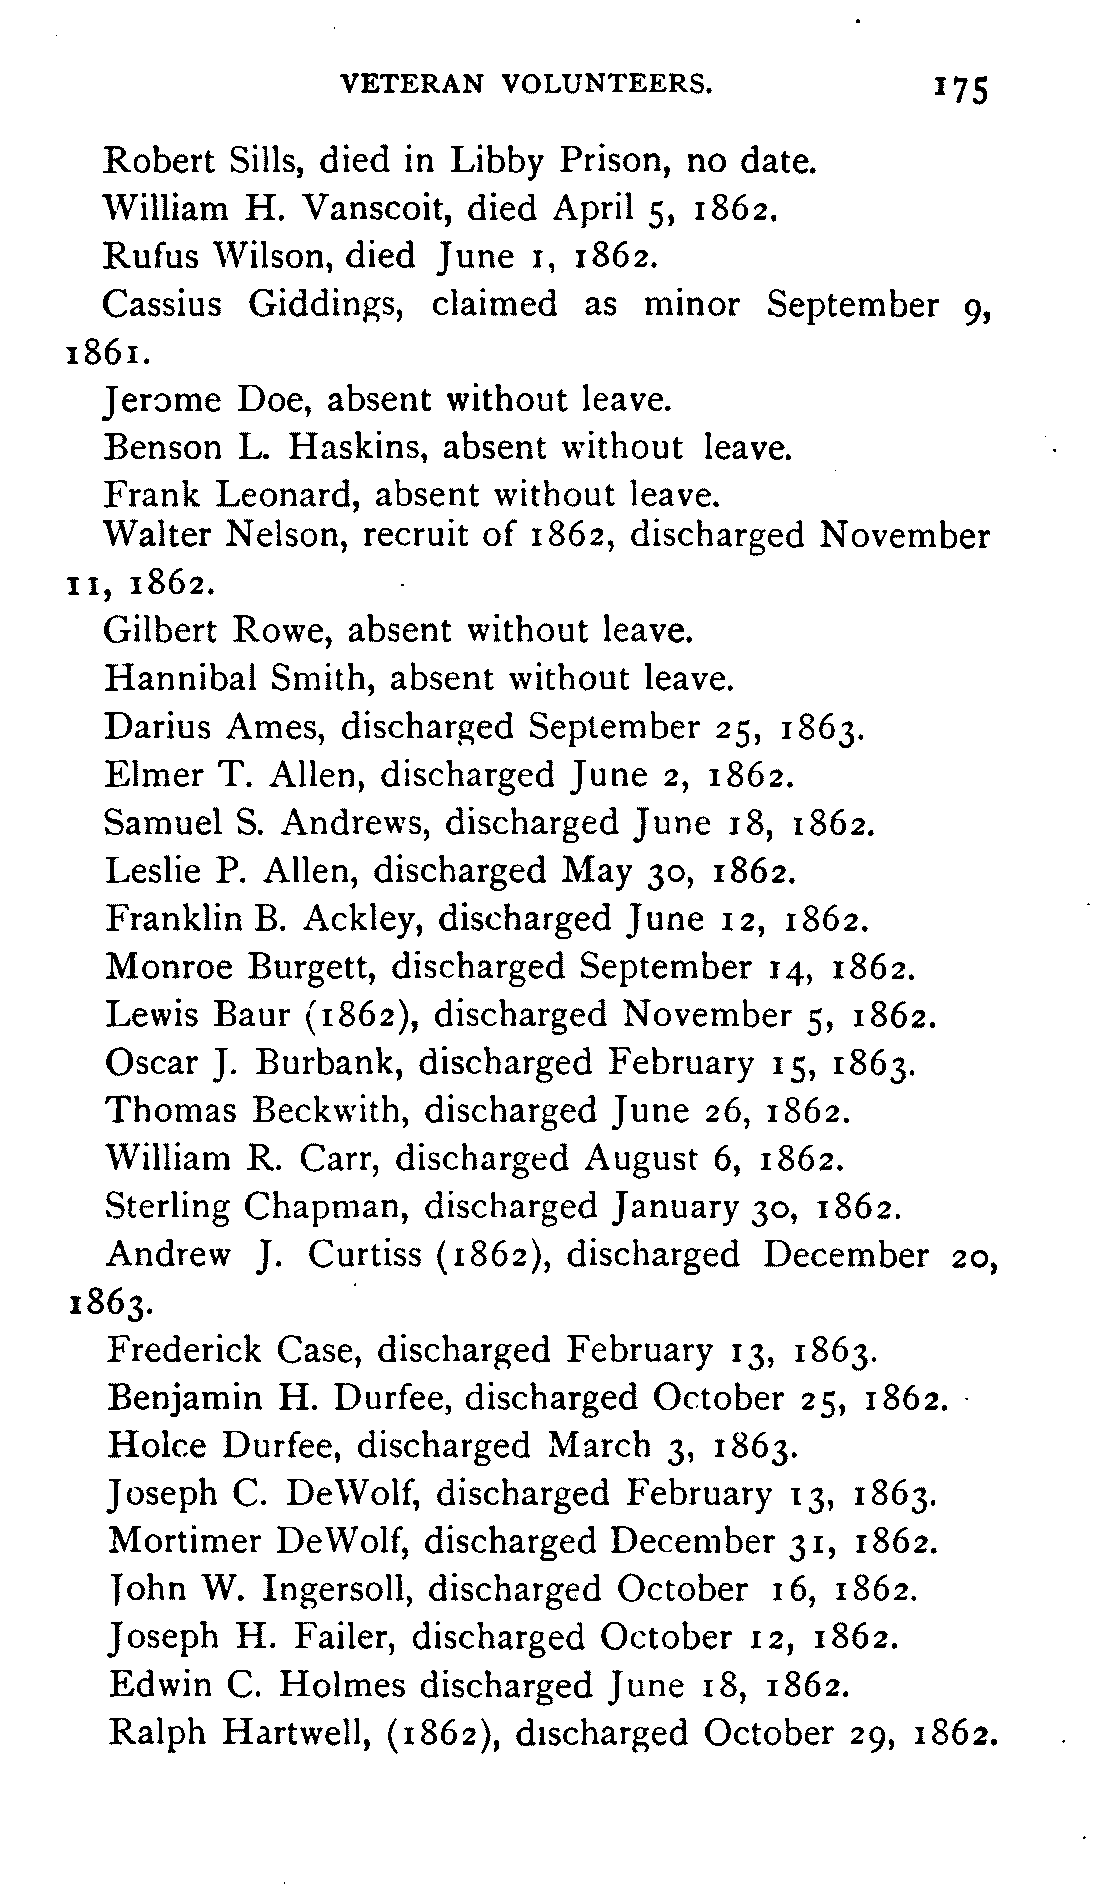 VETERAN VOLUNTEERS. 175
Robert Sills, died in Libby Prison, no date.
William H. Vanscoit, died April 5, 1862.
Rufus Wilson, died June 1, 1862.
Cassius Giddings, claimed as minor September 9,
1861.
Jerome Doe, absent without leave.
Benson L. Haskins, absent without leave.
Frank Leonard, absent without leave.
Walter Nelson, recruit of 1862, discharged November
11, 1862.
Gilbert Rowe, absent without leave.
Hannibal Smith, absent without leave.
Darius Ames, discharged September 25, 1863.
Elmer T. Allen, discharged June 2, 1862.
Samuel S. Andrews, discharged June 18, 1862.
Leslie P. Allen, discharged May 30, 1862.
Franklin B. Ackley, discharged June 12, 1862.
Monroe Burgett, discharged September 14, 1862.
Lewis Baur (1862), discharged November 5, 1862.
Oscar J. Burbank, discharged February 15, 1863.
Thomas Beckwith, discharged June 26, 1862.
William R. Carr, discharged August 6, 1862.
Sterling Chapman, discharged January 30, 1862.
Andrew J. Curtiss (1862), discharged December 20,
1863.
Frederick Case, discharged February 13, 1863.
Benjamin H. Durfee, discharged October 25, 1862.
Holce Durfee, discharged March 3, 1863.
Joseph C. DeWolf, discharged February 13, 1863.
Mortimer DeWolf, discharged December 31, 1862.
John W. Ingersoll, discharged October 16, 1862.
Joseph H. Failer, discharged October 12, 1862.
Edwin C. Holmes discharged June 18, 1862.
Ralph Hartwell, (1862), discharged October 29, 1862.